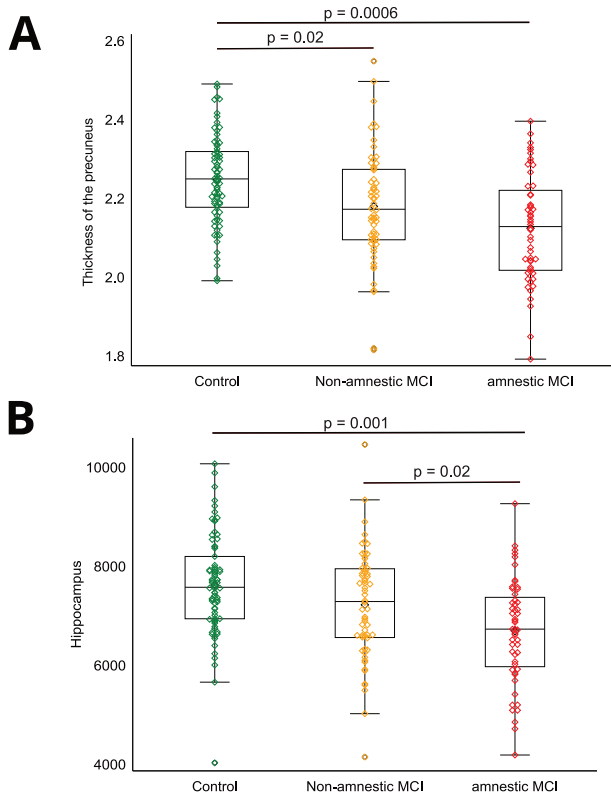 A
p = 0.0006
p = 0.02
Thickness of the precuneus
2.6
2.4
2.2
2.0
1.8
Control Non-amnestic MCI amnestic MCI
B
p = 0.001
p = 0.02
Hippocampus
10000
8000
6000
4000
Control Non-amnestic MCI amnestic MCI